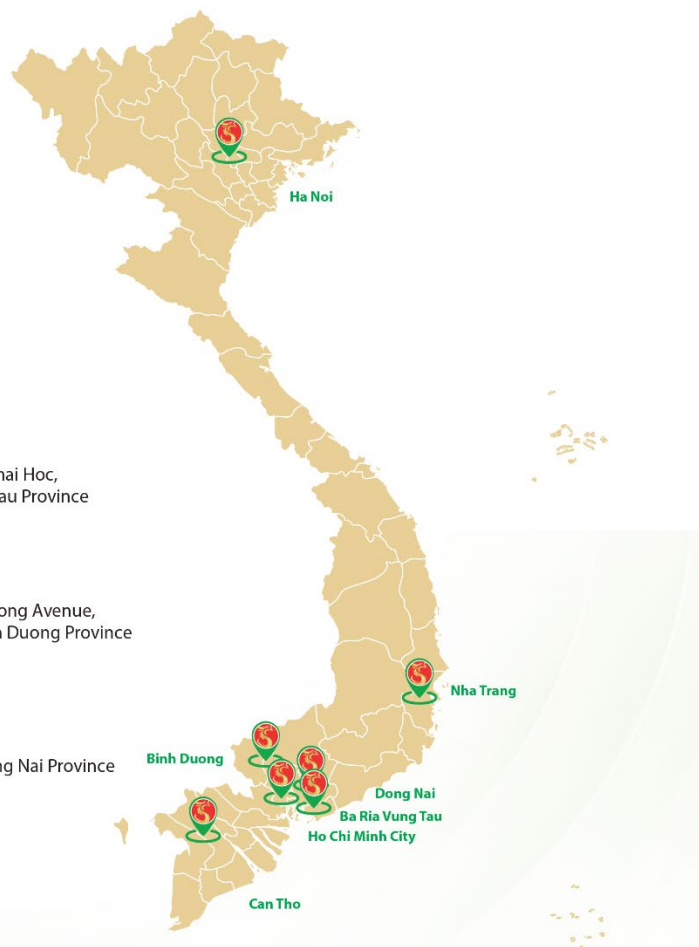 Ha Noi
hai Hoc,
au Province
ong Avenue,
Duong Province
Nha Trang
Binh Duong
ng Nai Province
Dong Nai
Ba Ria Vung Tau
Ho Chi Minh City
Can Tho